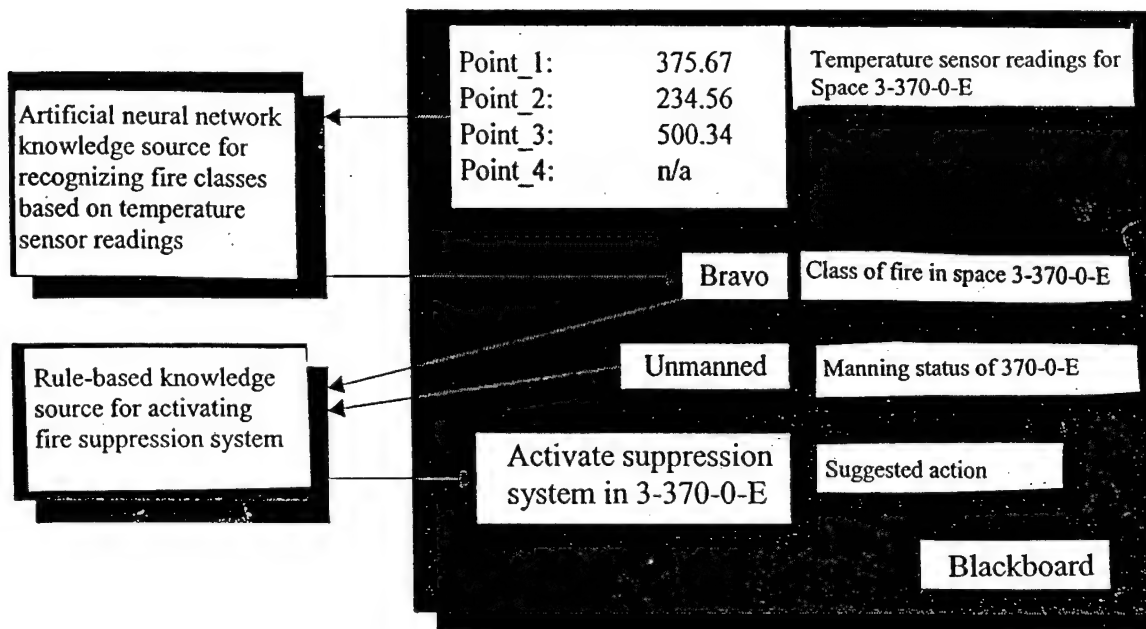 Artificial neural network
knowledge source for
recognizing fire classes
based on temperature
sensor readings
Point_1: 375.67
Point_2: 234.56
Point_3: 500.34
Point_4: n/a
Temperature sensor readings for
Space 3-370-0-E
Bravo
Class of fire in space 3-370-0-E
Rule-based knowledge
source for activating
fire suppression system
Unmanned
Manning status of 370-0-E
Activate suppression
system in 3-370-0-E
Suggested action
Blackboard